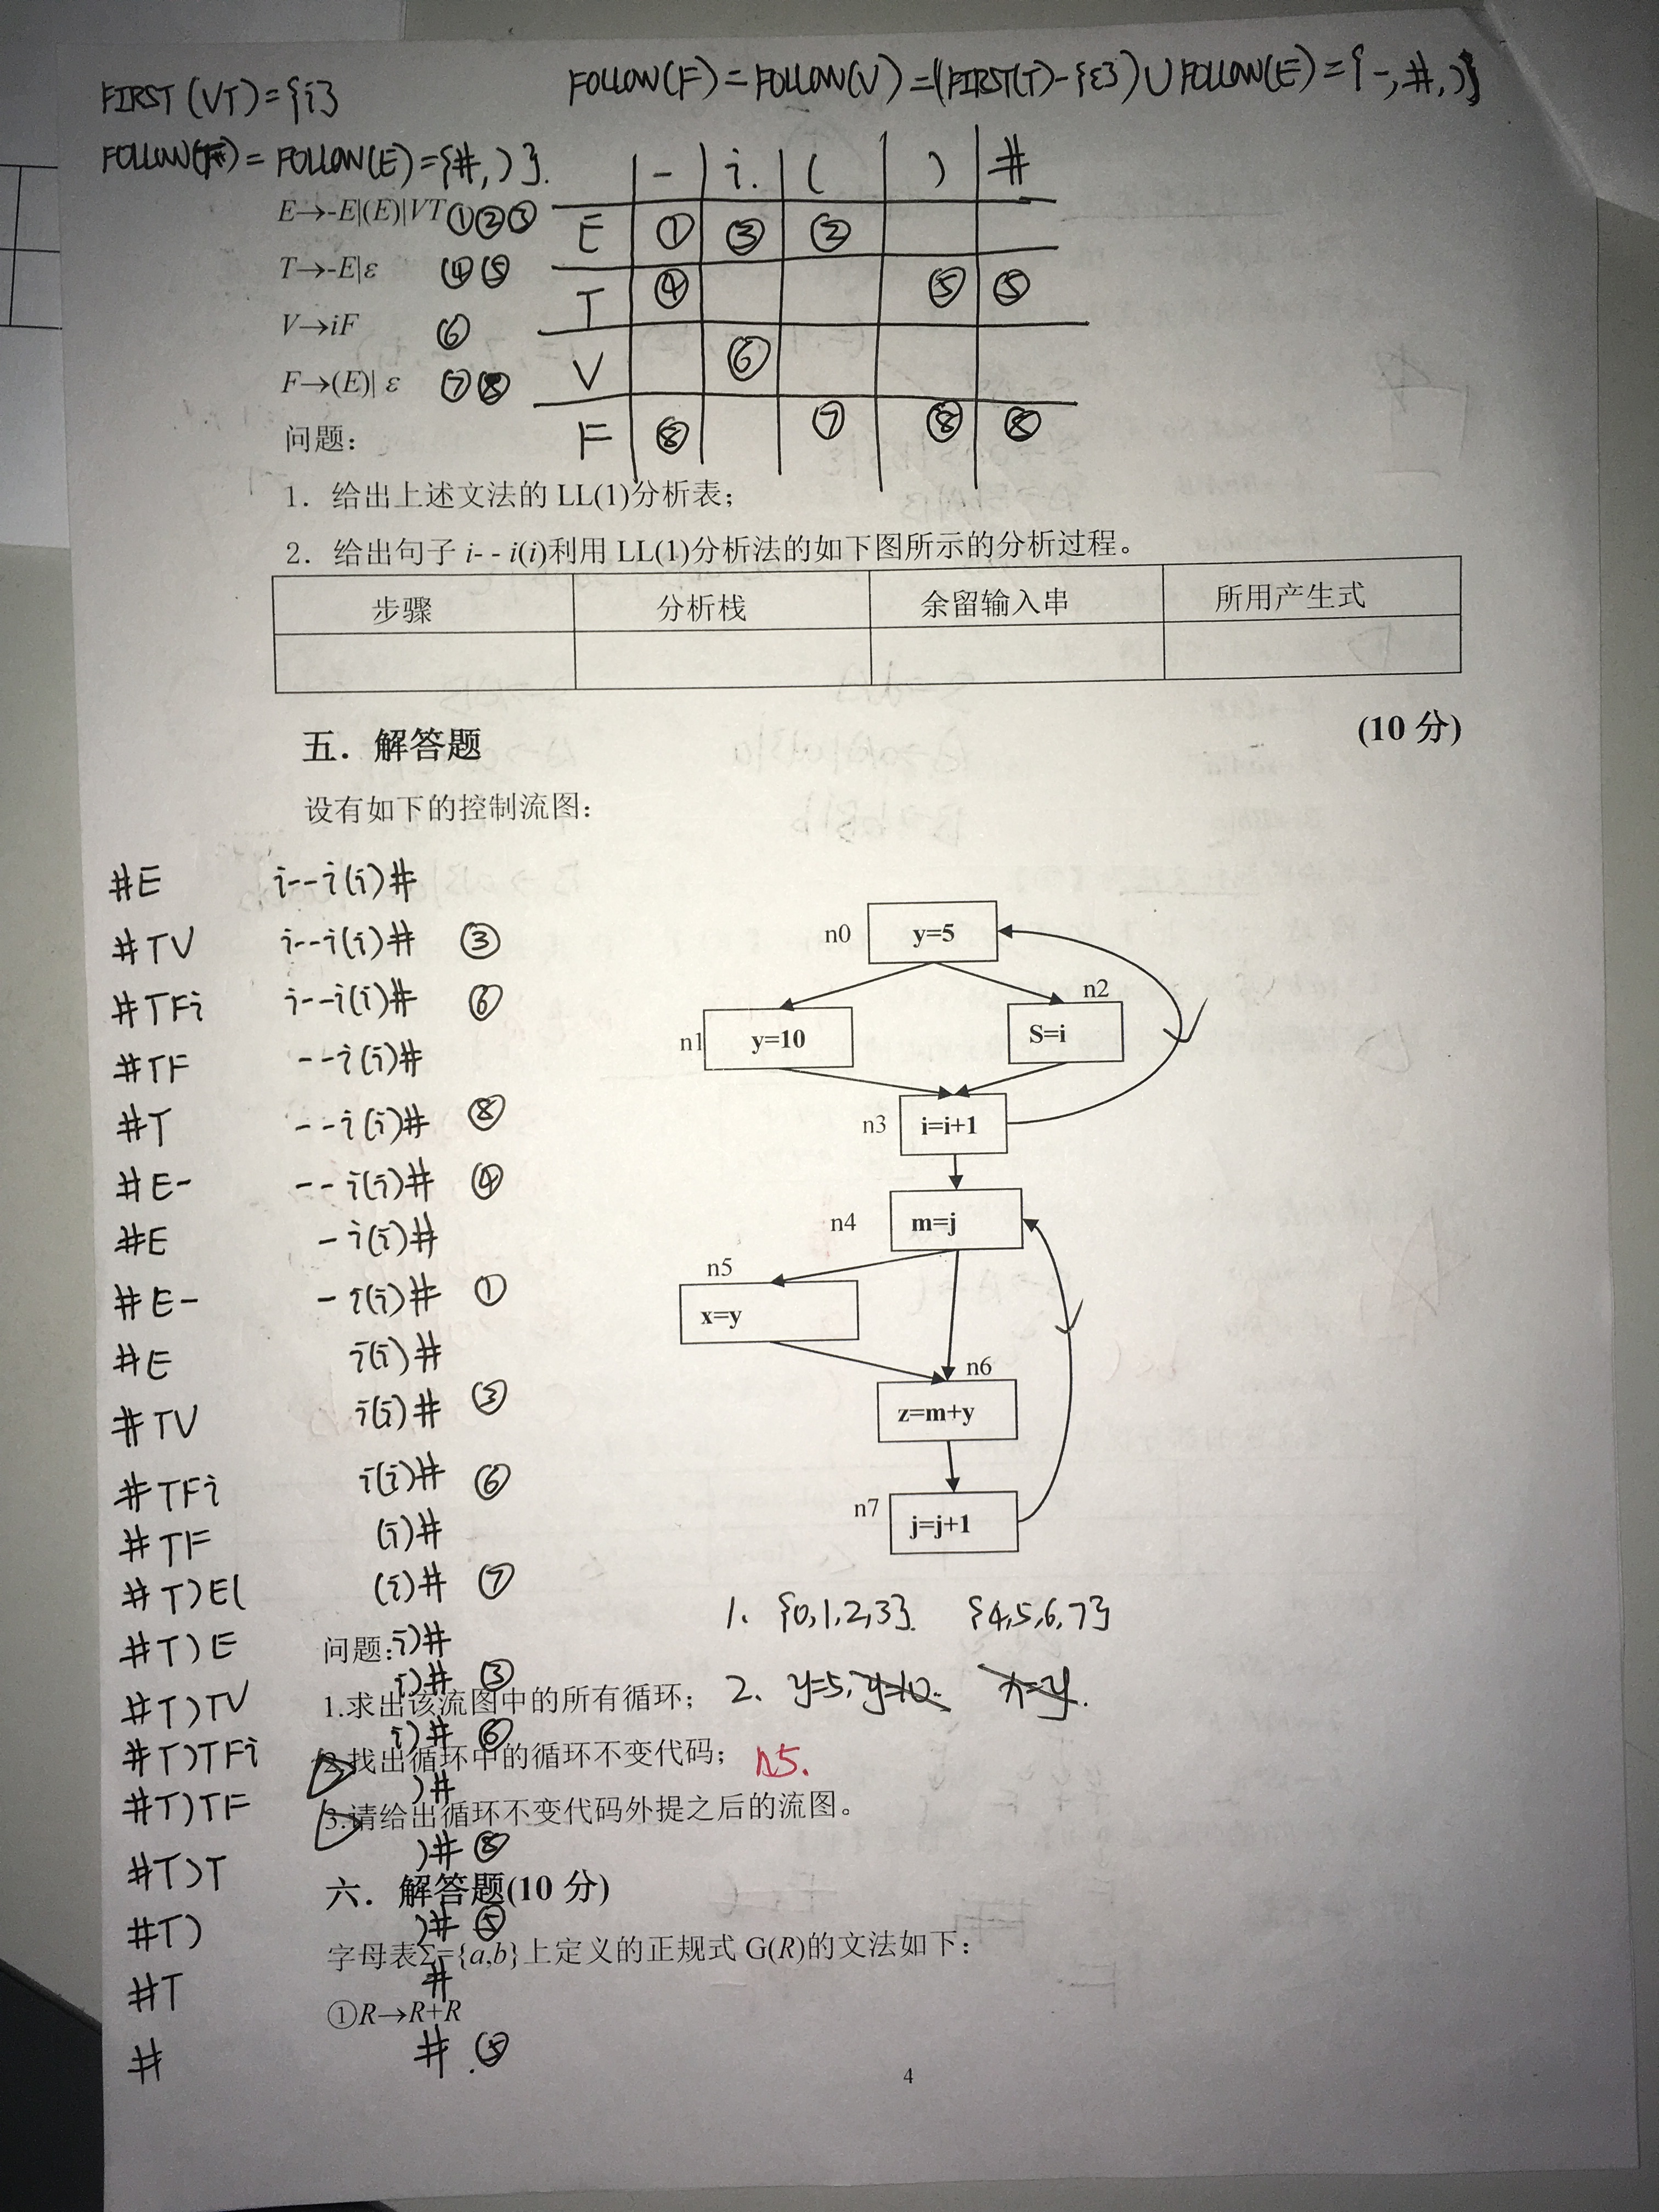 FIRST(VT)={i}
FOLLOW(F)=FOLLOW(V)=(FIRST(T)-{ε})∪FOLLOW(E)={-,#,)}
FOLLOW(T)=FOLLOW(E)={#,)}.
- i. ( ) #
E→-E|(E)|VT ①②③
E ① ③ ②
T→-E|ε ④⑤
T ④ ⑤ ⑤
V→iF ⑥
V ⑥
F→(E)| ε ⑦⑧
F ⑧ ⑦ ⑧ ⑧
问题：
1．给出上述文法的 LL(1)分析表；
2．给出句子 i- - i(i)利用 LL(1)分析法的如下图所示的分析过程。
步骤 分析栈 余留输入串 所用产生式
五．解答题 (10 分)
设有如下的控制流图：
#E i--i(i)#
#TV i--i(i)# ③
#TFi i--i(i)# ⑥
#TF --i(i)#
#T --i(i)# ⑧
#E- --i(i)# ④
#E -i(i)#
#E- -i(i)# ①
#E i(i)#
#TV i(i)# ③
#TFi i(i)# ⑥
#TF (i)#
#T)E( (i)# ⑦
#T)E i)#
#T)TV i)# ③
#T)TFi i)# ⑥
#T)TF )#
#T)T )# ⑧
#T) )# ⑤
#T #
# # ⑤
n0 y=5
n2
n1 y=10 S=i
n3 i=i+1
n4 m=j
n5
x=y
n6
z=m+y
n7 j=j+1
1. {0,1,2,3}. {4,5,6,7}
问题：
1.求出该流图中的所有循环；
2. y=5, y=10. x=y.
2.找出循环中的循环不变代码；
n5.
3.请给出循环不变代码外提之后的流图。
六．解答题(10 分)
字母表Σ={a,b}上定义的正规式 G(R)的文法如下：
①R→R+R
4